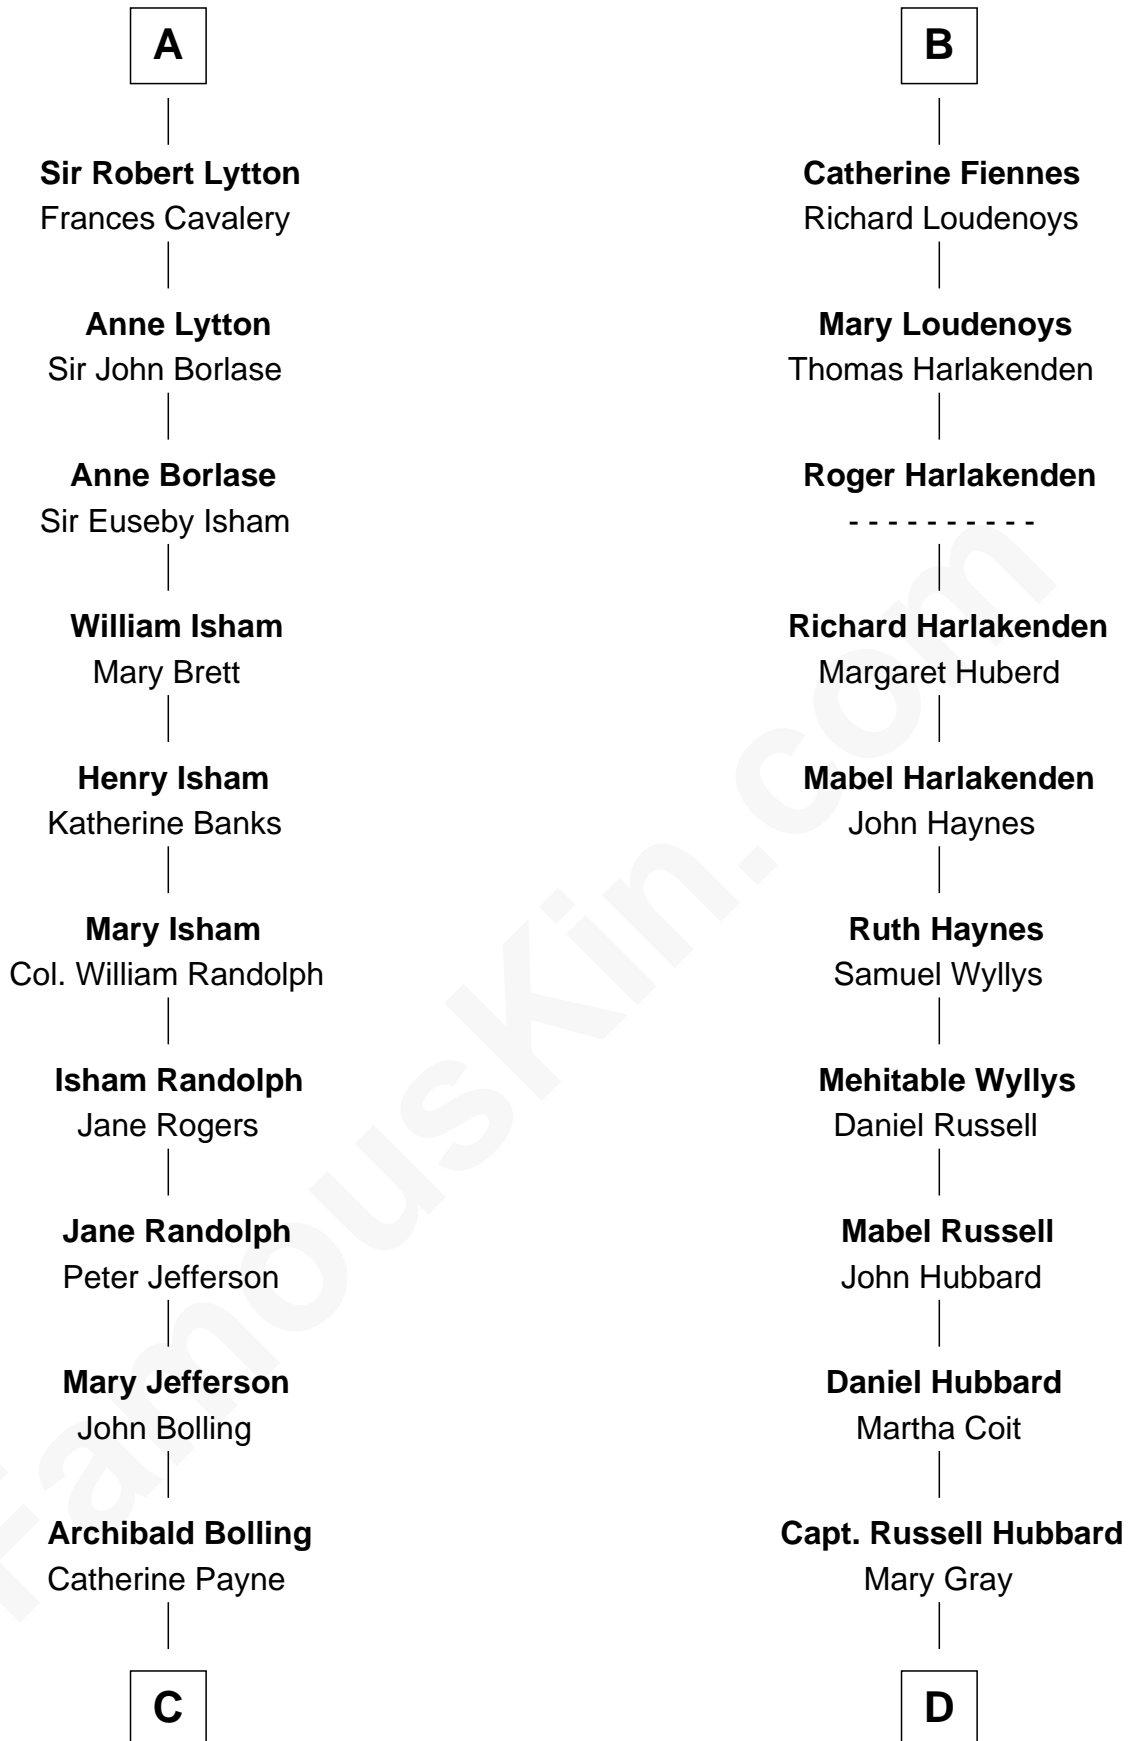 A
Sir Robert Lytton
Frances Cavalery
Anne Lytton
Sir John Borlase
Anne Borlase
Sir Euseby Isham
William Isham
Mary Brett
Henry Isham
Katherine Banks
Mary Isham
Col. William Randolph
Isham Randolph
Jane Rogers
Jane Randolph
Peter Jefferson
Mary Jefferson
John Bolling
Archibald Bolling
Catherine Payne
C
B
Catherine Fiennes
Richard Loudenoys
Mary Loudenoys
Thomas Harlakenden
Roger Harlakenden
- - - - - - - - - -
Richard Harlakenden
Margaret Huberd
Mabel Harlakenden
John Haynes
Ruth Haynes
Samuel Wyllys
Mehitable Wyllys
Daniel Russell
Mabel Russell
John Hubbard
Daniel Hubbard
Martha Coit
Capt. Russell Hubbard
Mary Gray
D
FamousKin.com